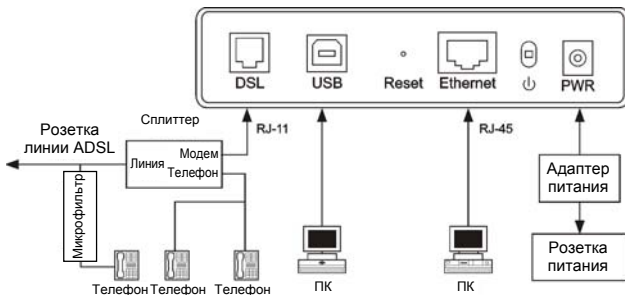 DSL
USB
Reset
Ethernet
PWR
Розетка
линии ADSL
Сплиттер
RJ-11
RJ-45
Линия
Модем
Телефон
Микрофильтр
Адаптер
питания
Розетка
питания
Телефон
Телефон
Телефон
ПК
ПК